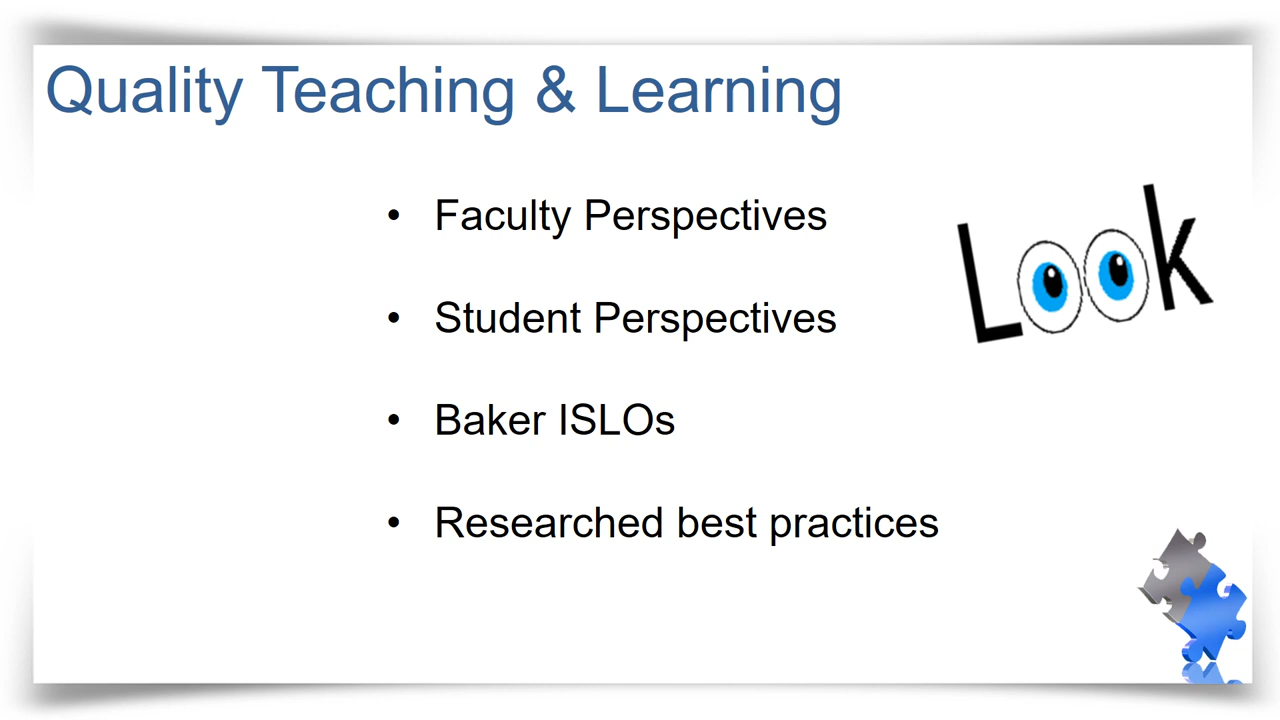 Quality Teaching & Learning
• Faculty Perspectives
Look
• Student Perspectives
• Baker ISLOs
• Researched best practices